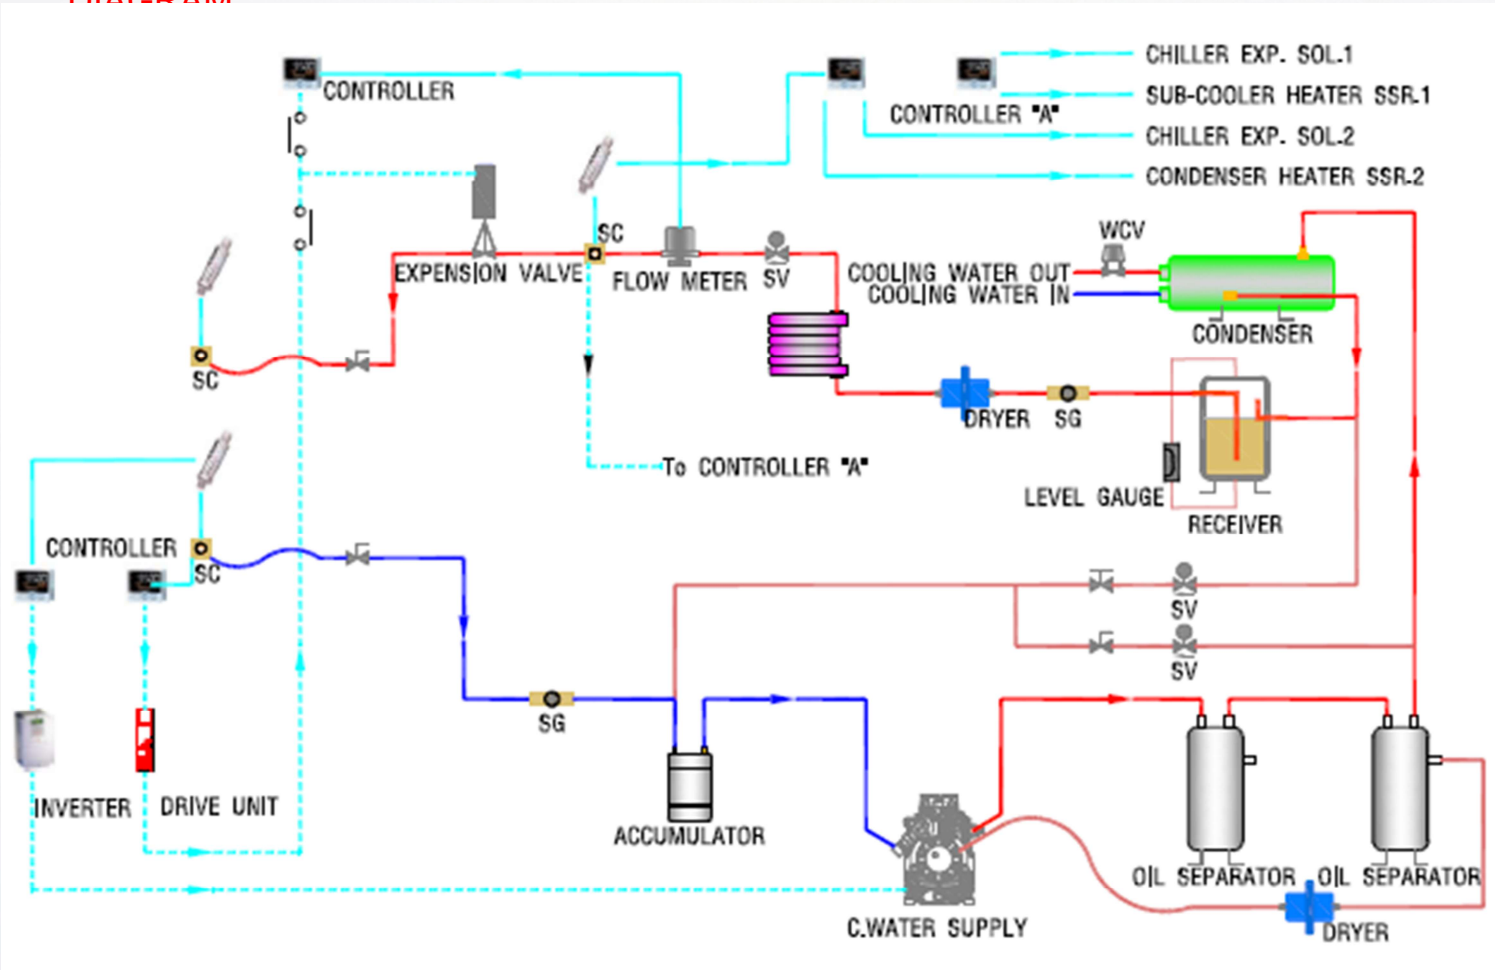 DIAGRAM
CHILLER EXP. SOL.1
CONTROLLER
SUB-COOLER HEATER SSR.1
CONTROLLER "A"
CHILLER EXP. SOL.2
CONDENSER HEATER SSR.2
SC
WCV
EXPENSION VALVE
FLOW METER
SV
COOLING WATER OUT
COOLING WATER IN
CONDENSER
SC
DRYER
SG
To CONTROLLER "A"
LEVEL GAUGE
RECEIVER
CONTROLLER
SC
SV
SV
SG
INVERTER
DRIVE UNIT
ACCUMULATOR
OIL SEPARATOR
OIL SEPARATOR
C.WATER SUPPLY
DRYER